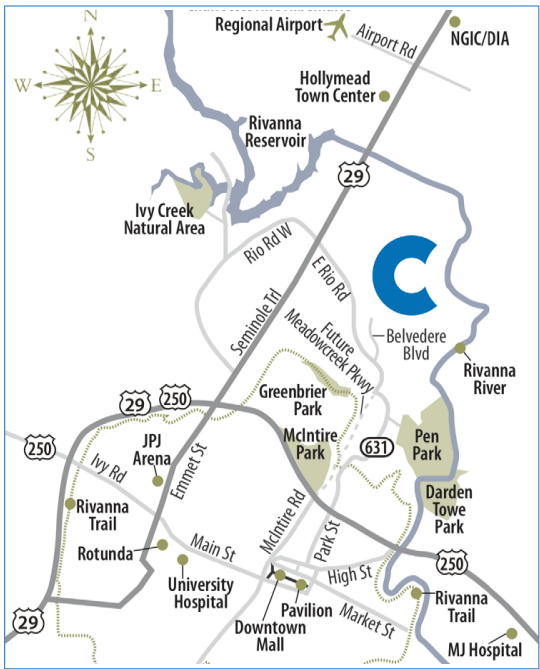 N
W
E
S
Regional Airport
Airport Rd
NGIC/DIA
Hollymead
Town Center
Rivanna
Reservoir
29
Ivy Creek
Natural Area
Rio Rd W
E Rio Rd
Seminole Trl
Future
Meadowcreek Pkwy
Belvedere
Blvd
Rivanna
River
Greenbrier
Park
29
250
250
JPJ
Arena
McIntire
Park
631
Pen
Park
Ivy Rd
Emmet St
Darden
Towe
Park
Rivanna
Trail
McIntire Rd
Park St
Rotunda
Main St
250
High St
University
Hospital
Pavilion
Market St
Rivanna
Trail
Downtown
Mall
29
MJ Hospital